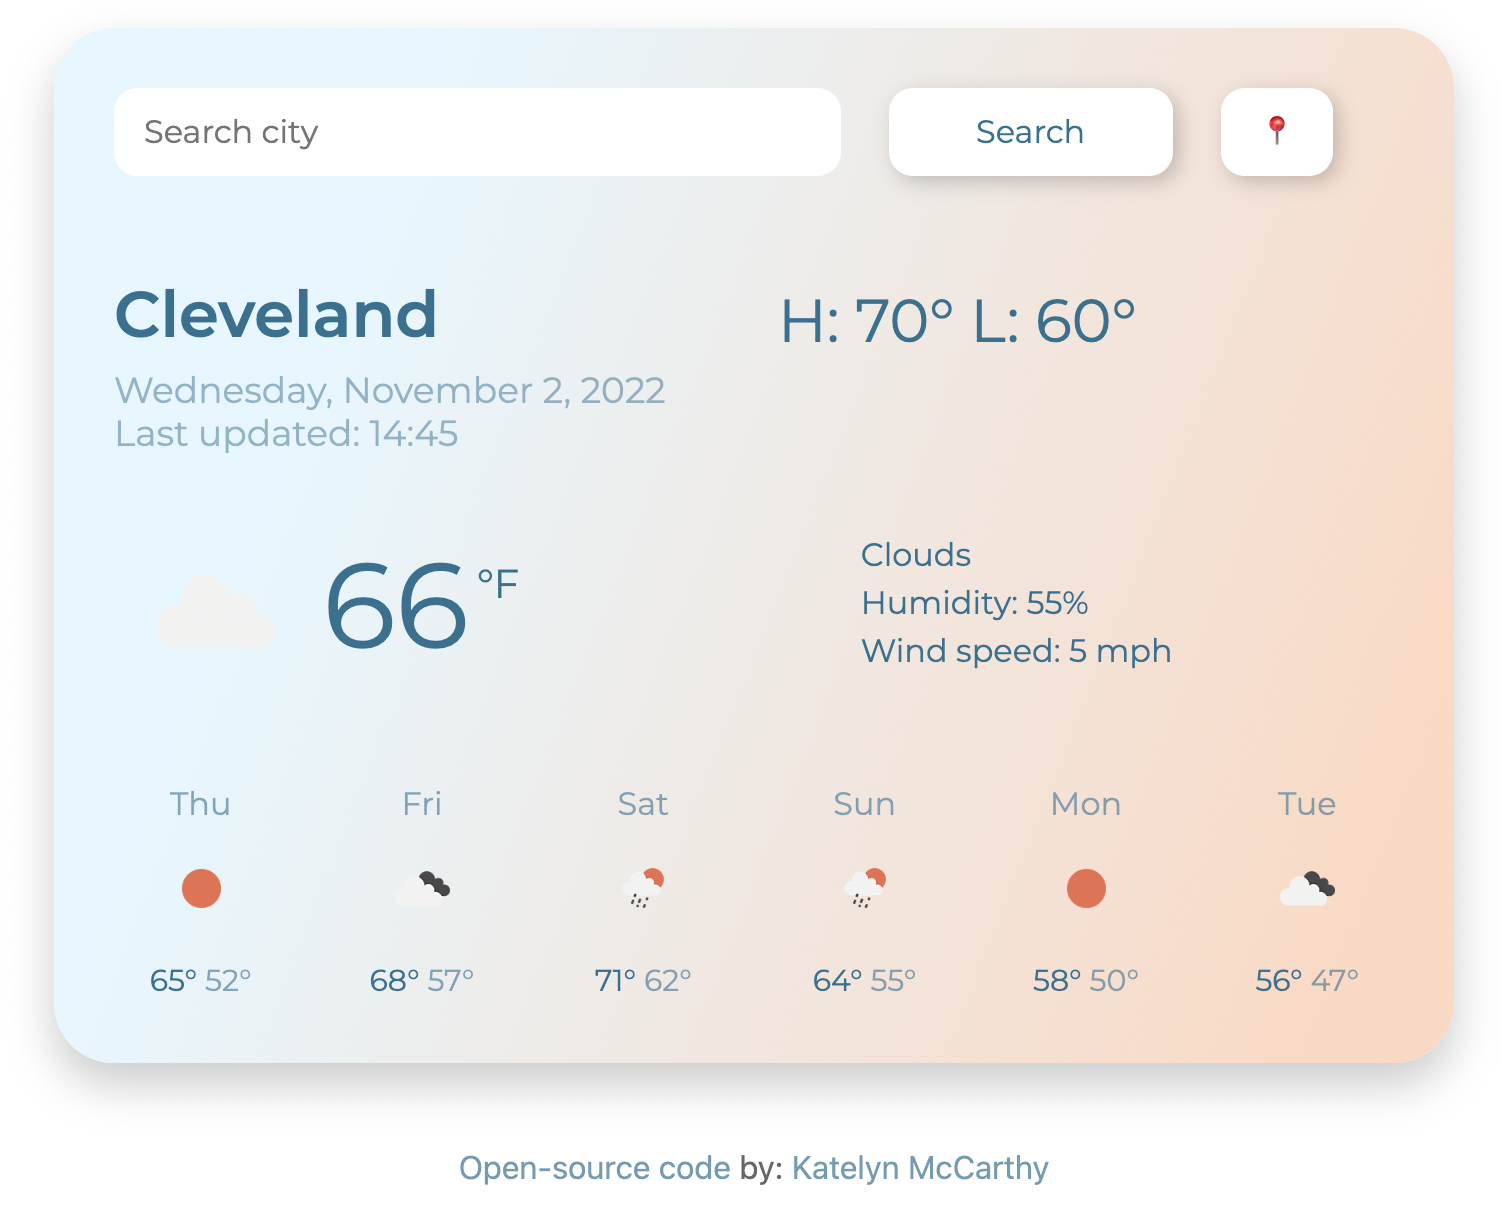 Search city
Search
Cleveland
H: 70° L: 60°
Wednesday, November 2, 2022
Last updated: 14:45
66 °F
Clouds
Humidity: 55%
Wind speed: 5 mph
Thu Fri Sat Sun Mon Tue
65° 52° 68° 57° 71° 62° 64° 55° 58° 50° 56° 47°
Open-source code by: Katelyn McCarthy